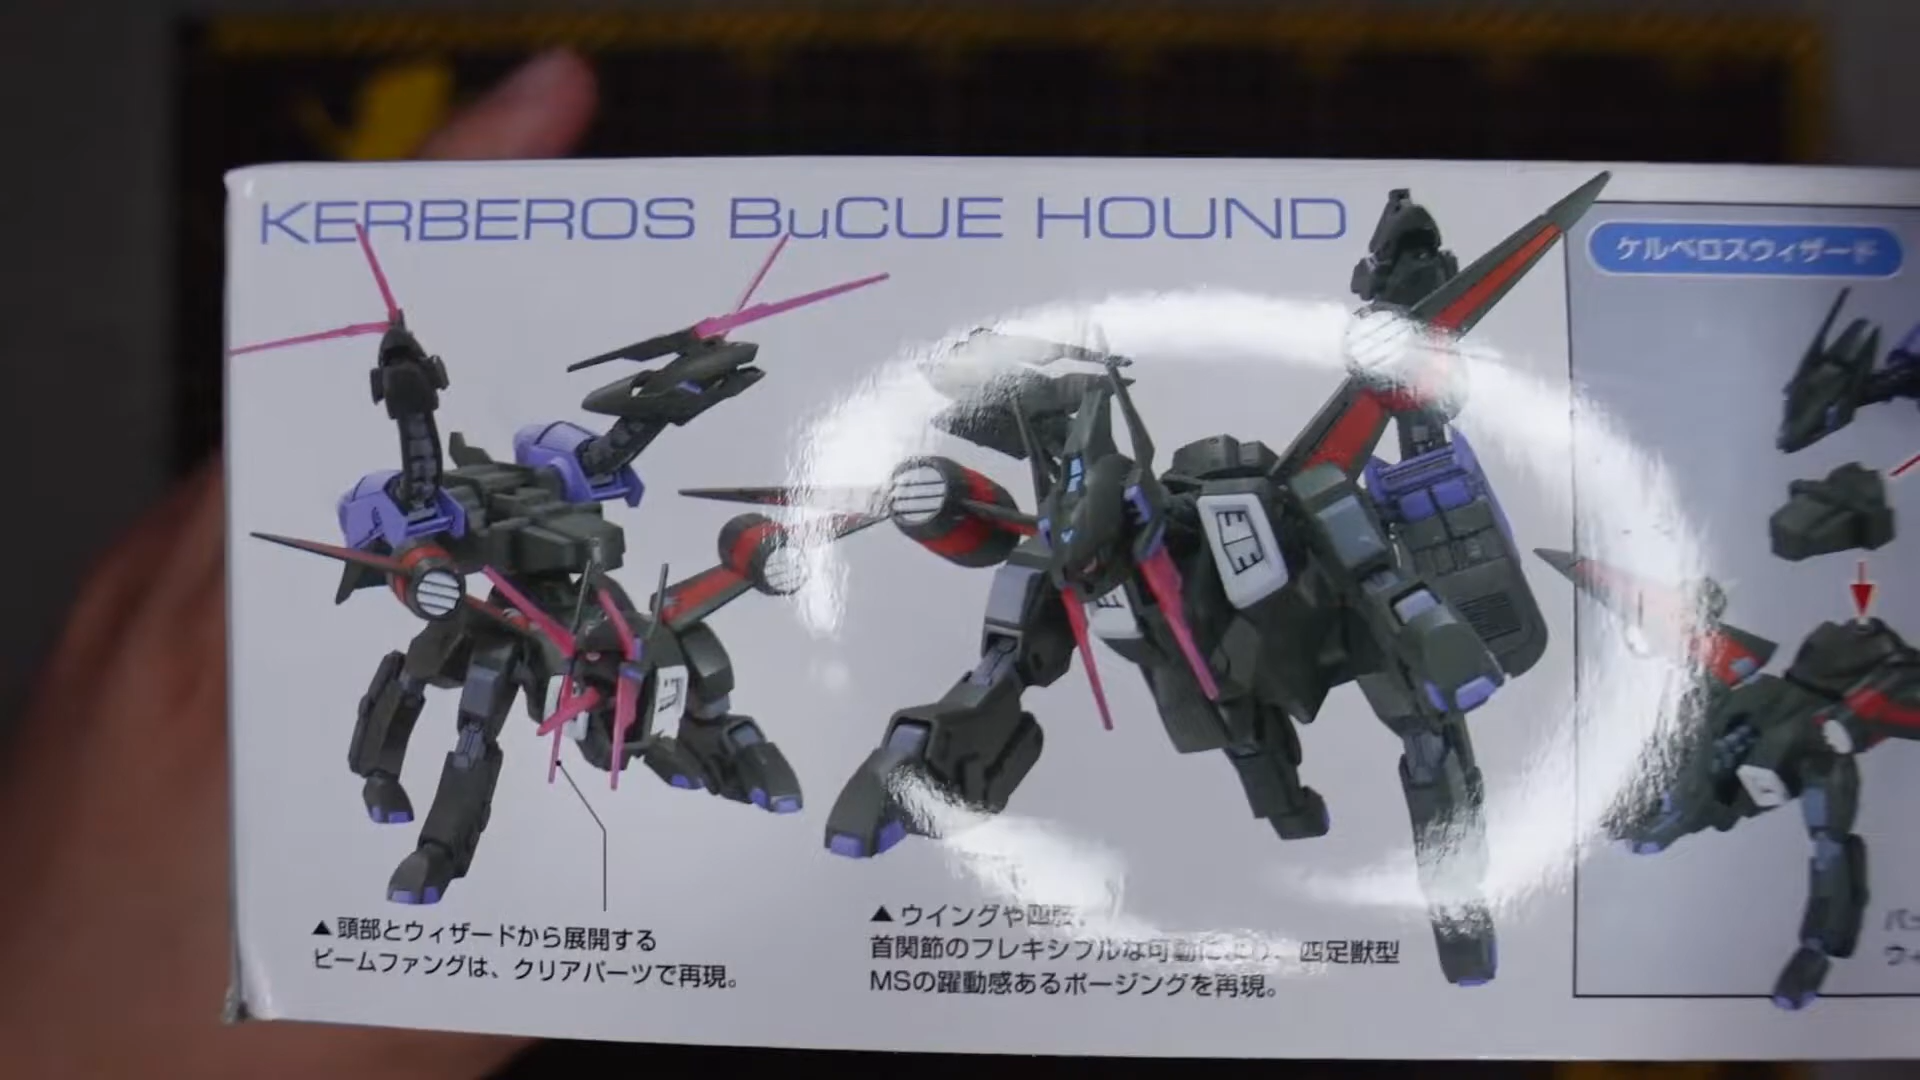 KERBEROS BuCUE HOUND
ケルベロスウィザード
▲頭部とウィザードから展開する
ビームファングは、クリアパーツで再現。
▲ウイングや四肢、
首関節のフレキシブルな可動により、四足獣型
MSの躍動感あるポージングを再現。